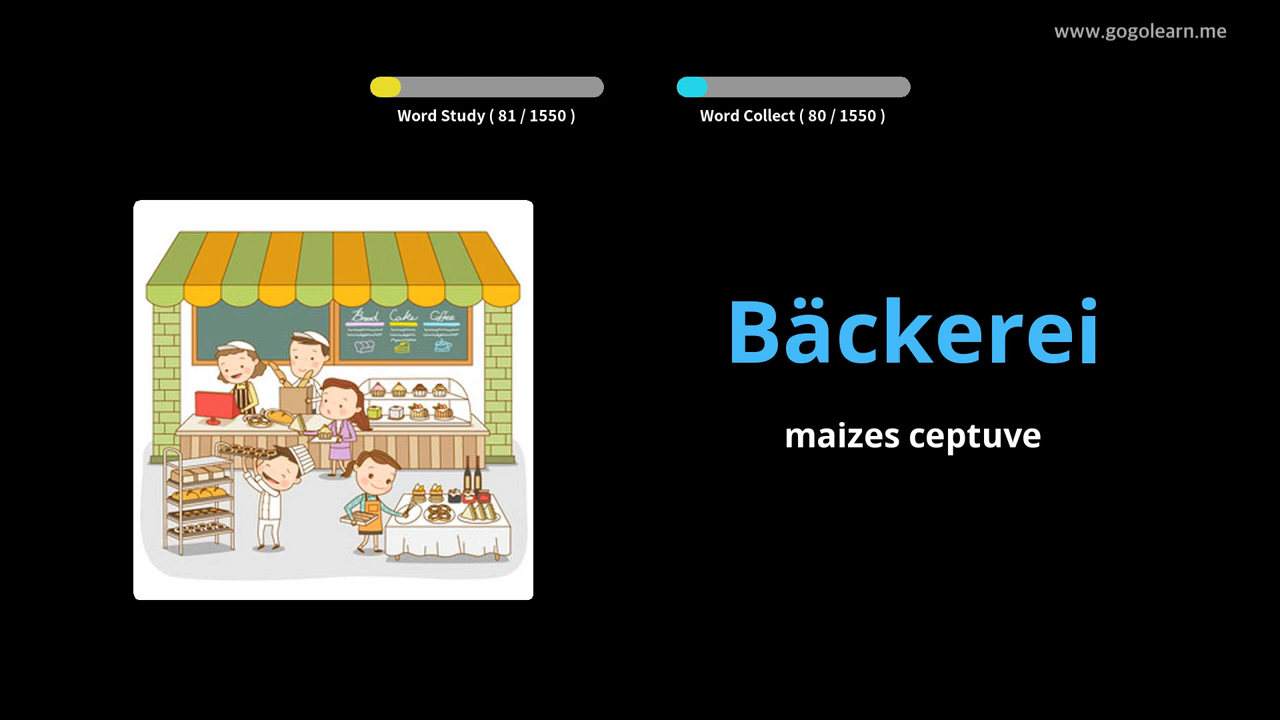 www.gogolearn.me
Word Study ( 81 / 1550 )
Word Collect ( 80 / 1550 )
Bread Cake Coffee
Bäckerei
maizes ceptuve